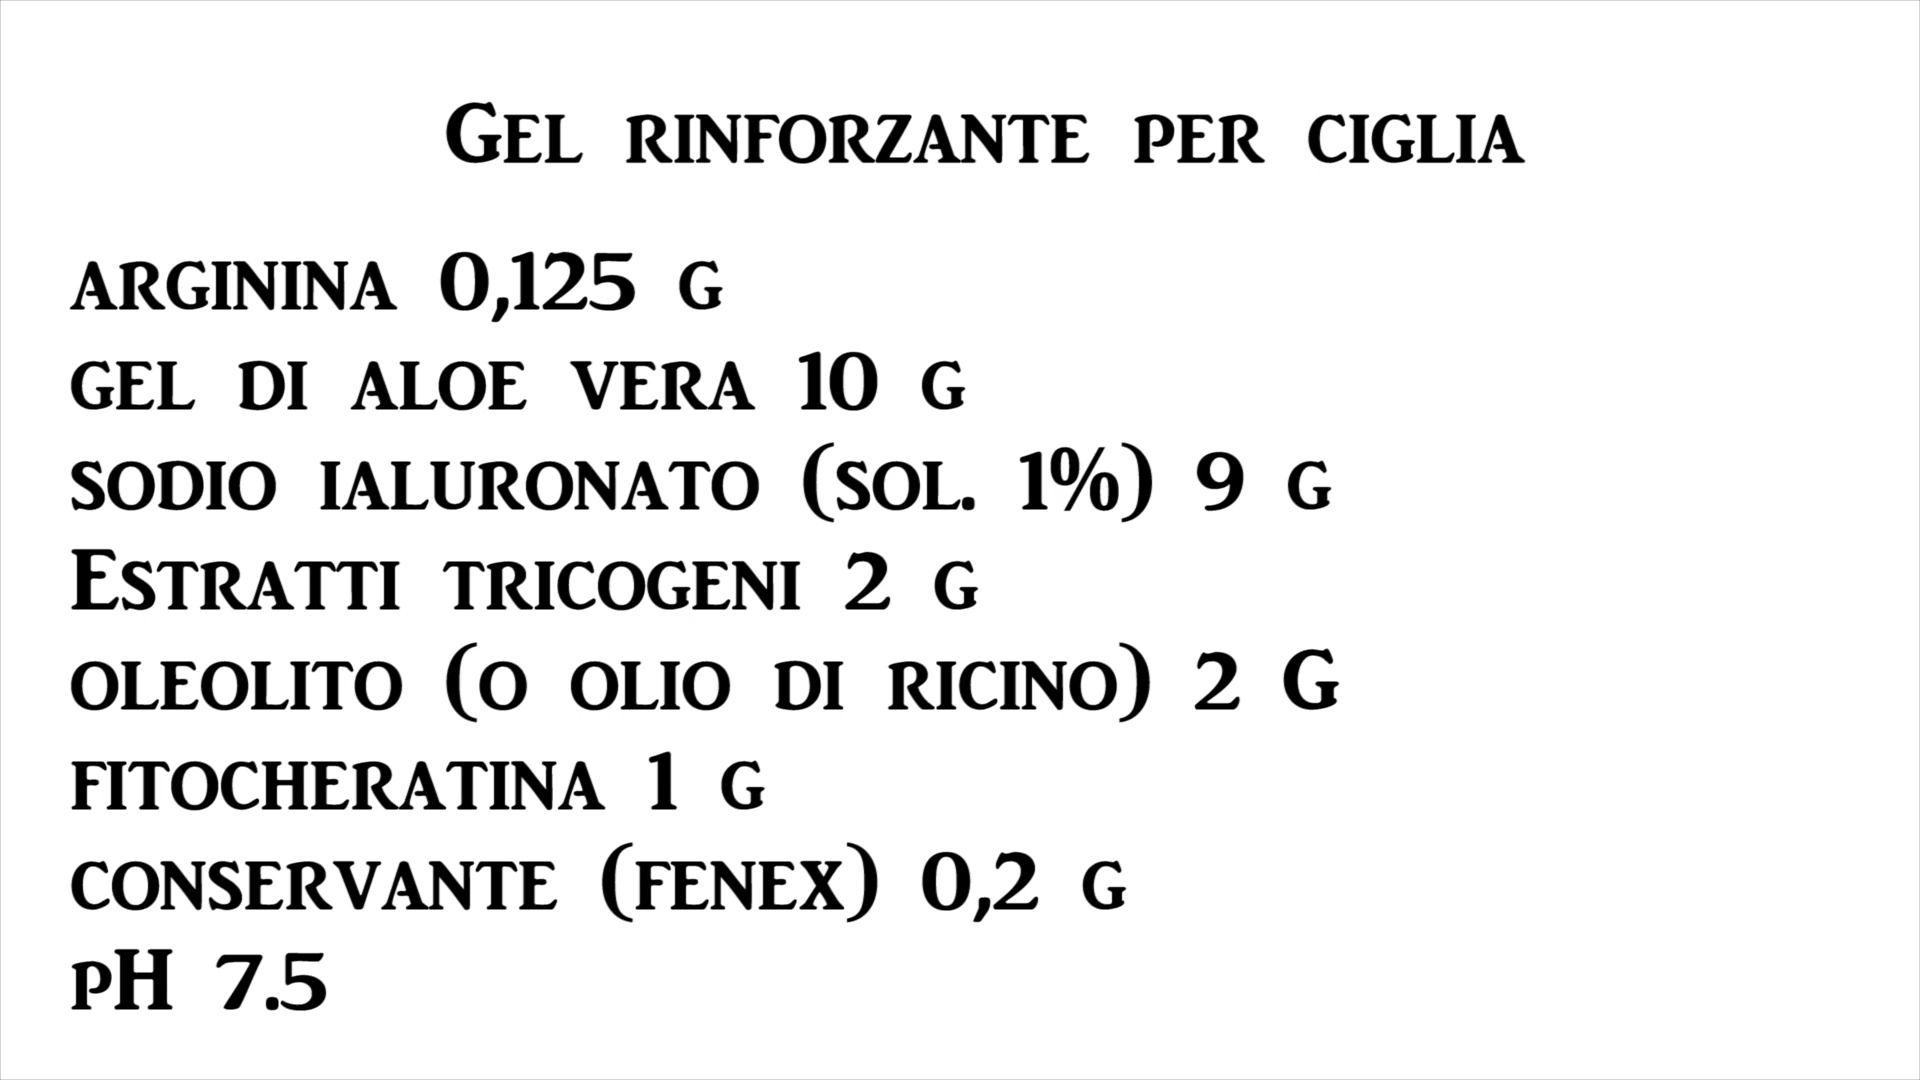 Gel rinforzante per ciglia
arginina 0,125 g
gel di aloe vera 10 g
sodio ialuronato (sol. 1%) 9 g
Estratti tricogeni 2 g
oleolito (o olio di ricino) 2 G
fitocheratina 1 g
conservante (fenex) 0,2 g
pH 7.5